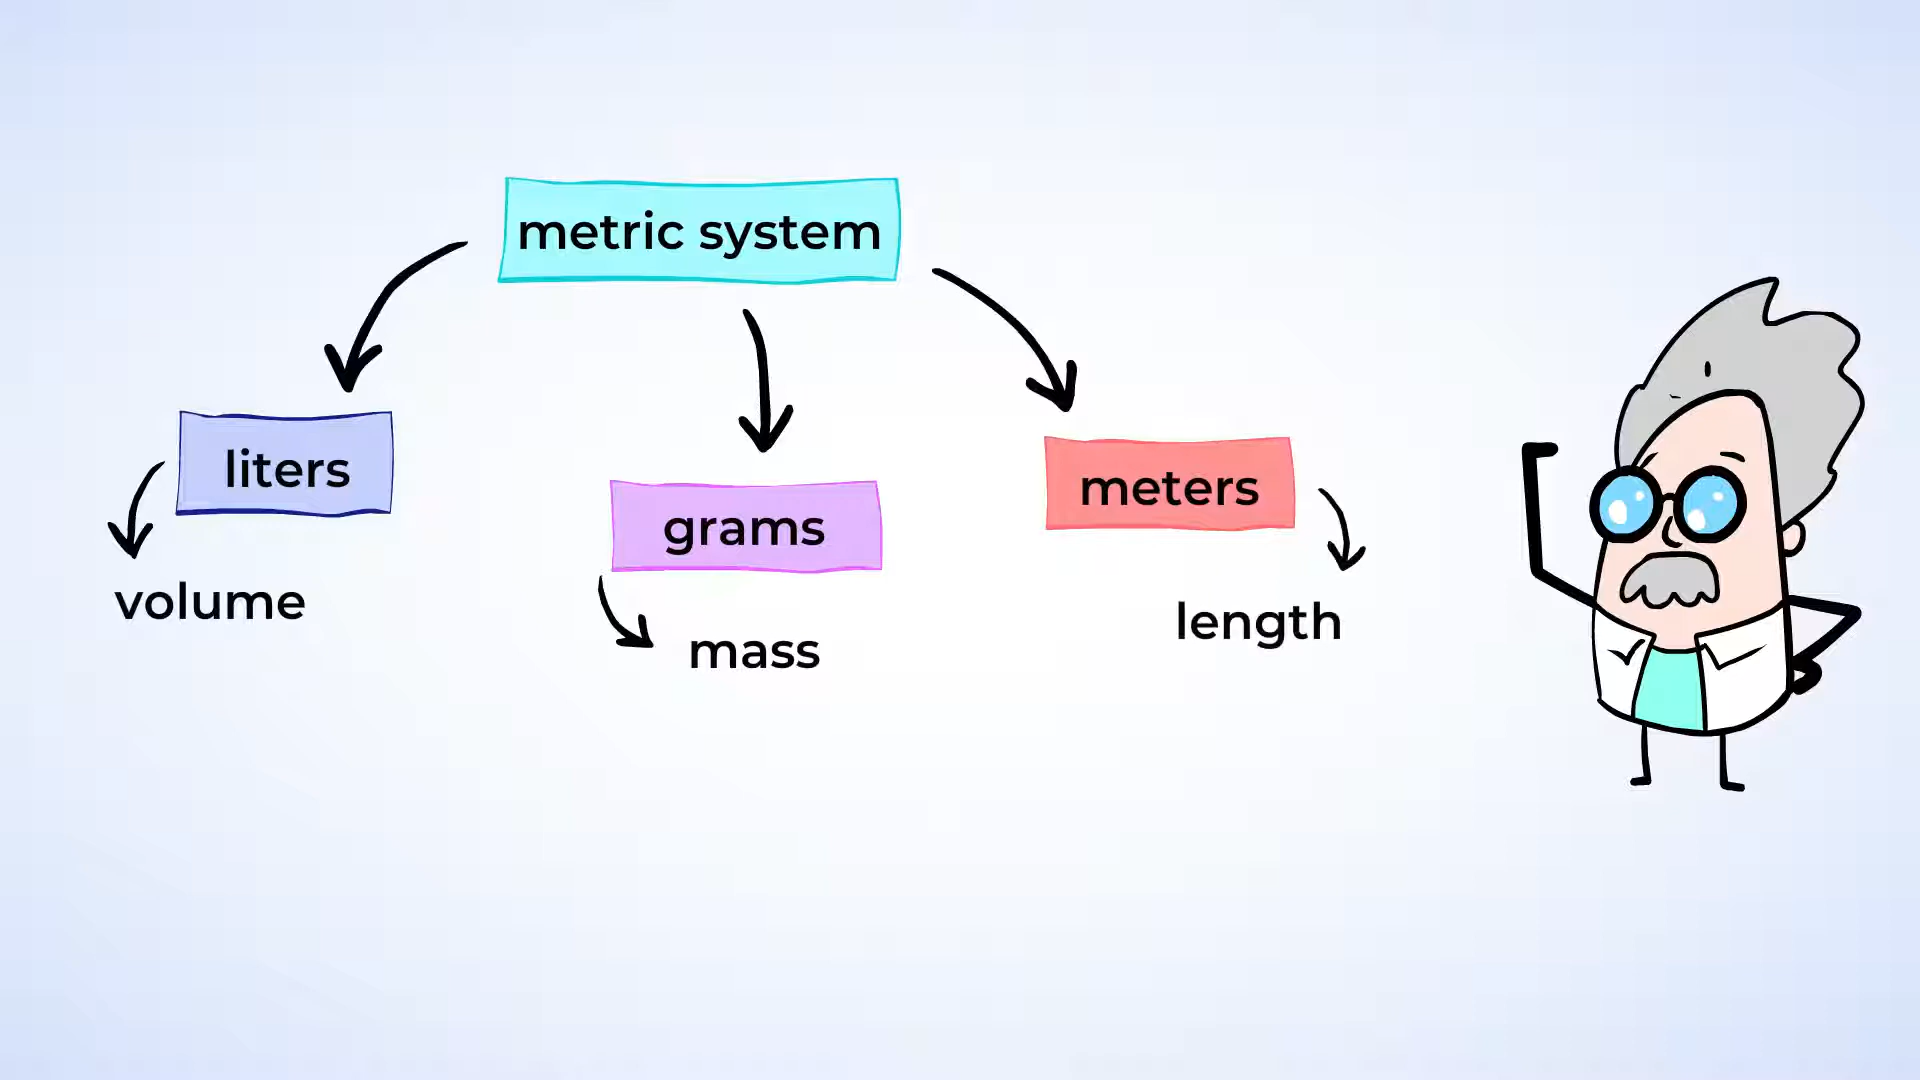 metric system
liters
grams
meters
volume
mass
length